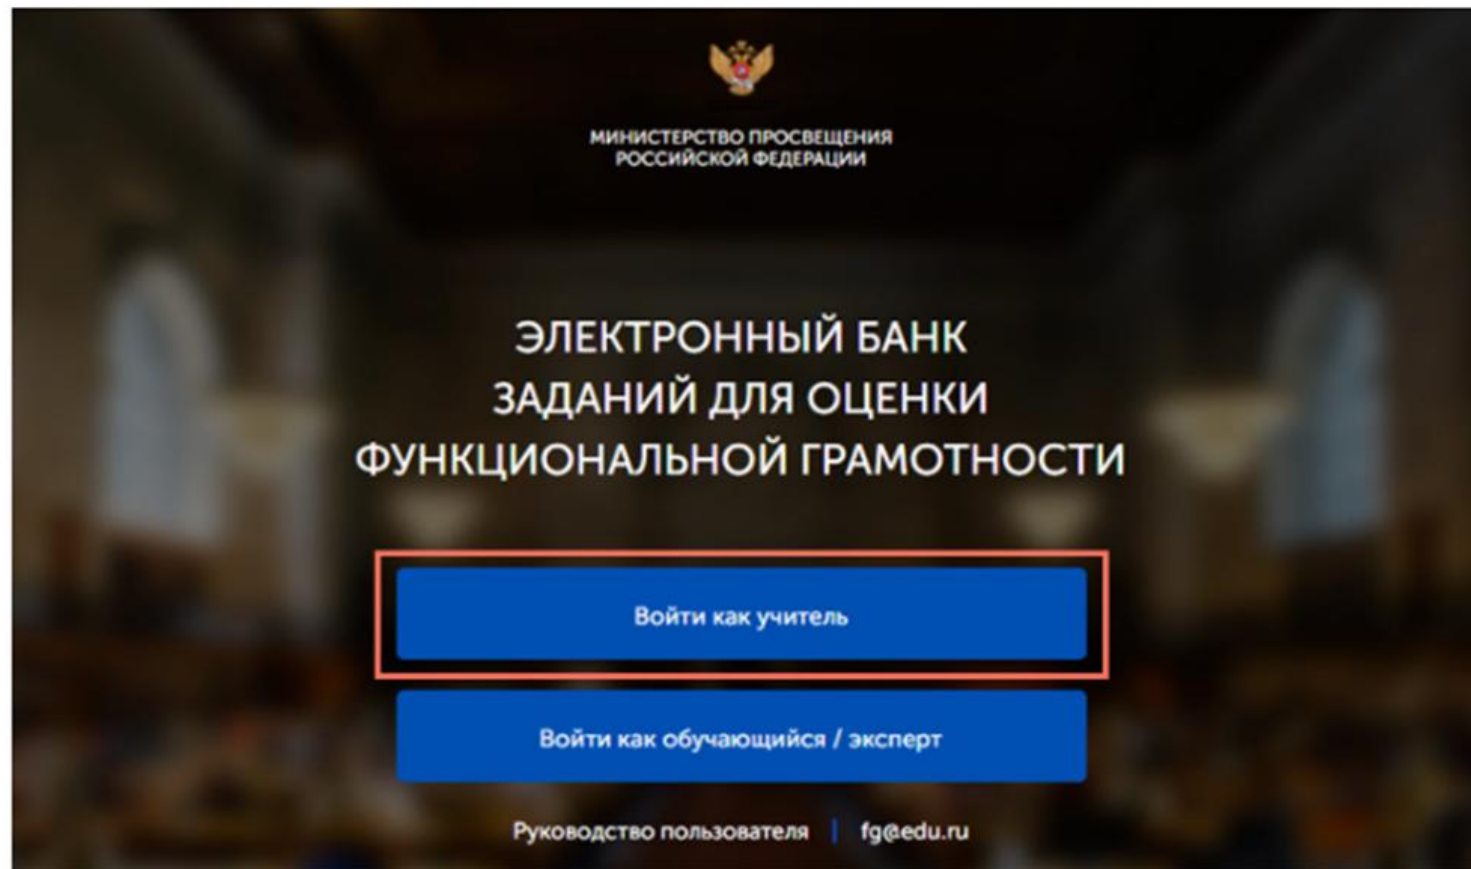 МИНИСТЕРСТВО ПРОСВЕЩЕНИЯ
РОССИЙСКОЙ ФЕДЕРАЦИИ
ЭЛЕКТРОННЫЙ БАНК
ЗАДАНИЙ ДЛЯ ОЦЕНКИ
ФУНКЦИОНАЛЬНОЙ ГРАМОТНОСТИ
Войти как учитель
Войти как обучающийся / эксперт
Руководство пользователя | fg@edu.ru